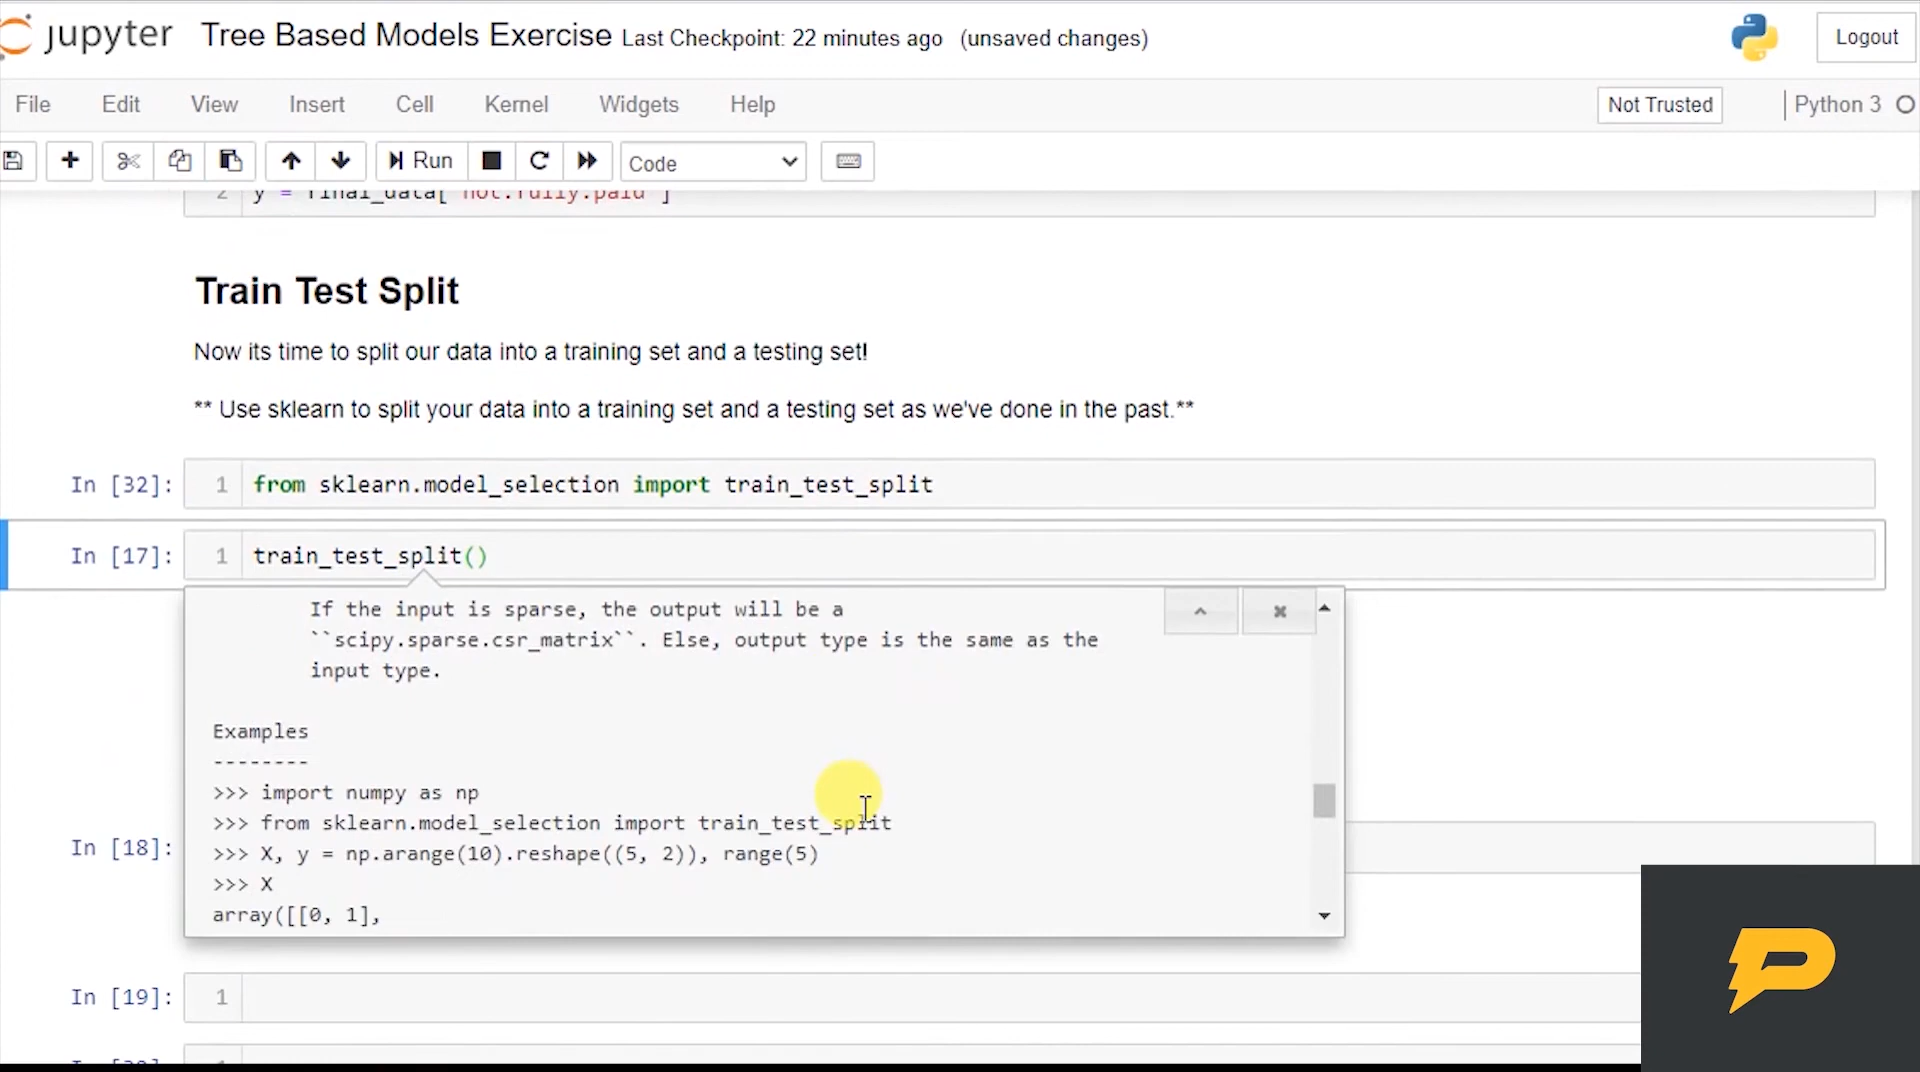 jupyter Tree Based Models Exercise Last Checkpoint: 22 minutes ago (unsaved changes) Logout
File Edit View Insert Cell Kernel Widgets Help Not Trusted Python 3
Run Code
2 y = final_data['not.fully.paid']
Train Test Split
Now its time to split our data into a training set and a testing set!
** Use sklearn to split your data into a training set and a testing set as we've done in the past.**
In [32]: 1 from sklearn.model_selection import train_test_split
In [17]: 1 train_test_split()
If the input is sparse, the output will be a
``scipy.sparse.csr_matrix``. Else, output type is the same as the
input type.
Examples
--------
>>> import numpy as np
>>> from sklearn.model_selection import train_test_split
>>> X, y = np.arange(10).reshape((5, 2)), range(5)
>>> X
array([[0, 1],
In [18]:
In [19]: 1